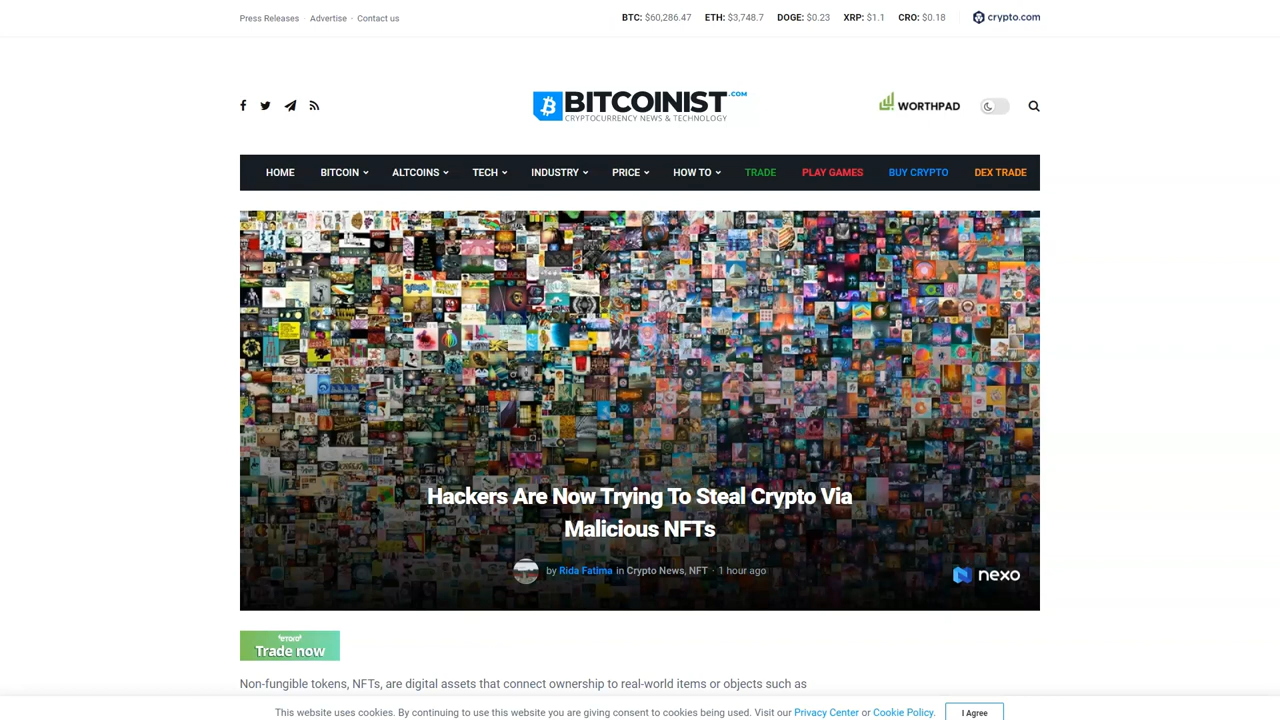 Press Releases · Advertise · Contact us
BTC: $60,286.47 ETH: $3,748.7 DOGE: $0.23 XRP: $1.1 CRO: $0.18 crypto.com
BITCOINIST.COM
CRYPTOCURRENCY NEWS & TECHNOLOGY
WORTHPAD
HOME BITCOIN ALTCOINS TECH INDUSTRY PRICE HOW TO TRADE PLAY GAMES BUY CRYPTO DEX TRADE
Hackers Are Now Trying To Steal Crypto Via
Malicious NFTs
by Rida Fatima in Crypto News, NFT · 1 hour ago
nexo
eToro
Trade now
Non-fungible tokens, NFTs, are digital assets that connect ownership to real-world items or objects such as
This website uses cookies. By continuing to use this website you are giving consent to cookies being used. Visit our Privacy Center or Cookie Policy. I Agree